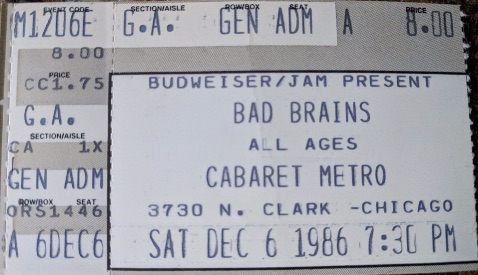 EVENT CODE SECTION/AISLE ROW/BOX SEAT PRICE
M1206E G.A. GEN ADM A 8.00
8.00
PRICE
CC1.75
G.A.
SECTION/AISLE
CA 1X
GEN ADM
ROW/BOX SEAT
ORS1446
A 6DEC6
BUDWEISER/JAM PRESENT
BAD BRAINS
ALL AGES
CABARET METRO
3730 N. CLARK -CHICAGO
SAT DEC 6 1986 7:30 PM